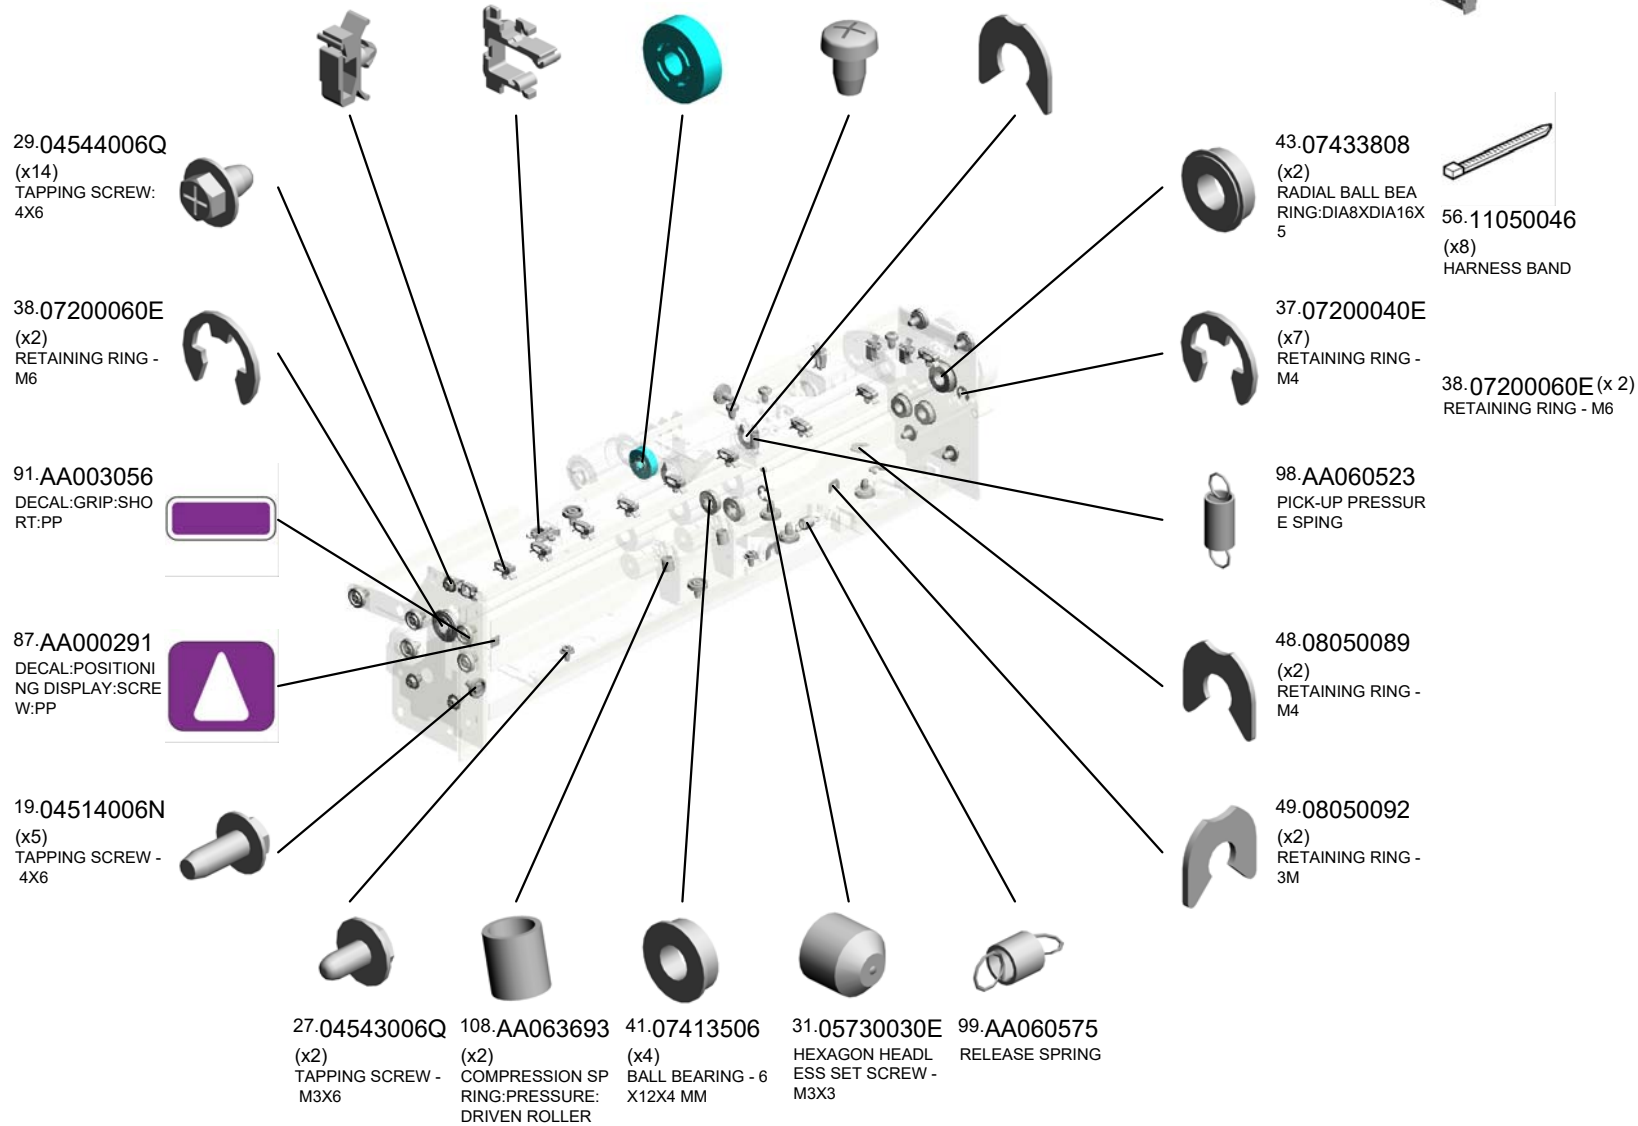 29.04544006Q
(x14)
TAPPING SCREW:
4X6
38.07200060E
(x2)
RETAINING RING -
M6
91.AA003056
DECAL:GRIP:SHO
RT:PP
87.AA000291
DECAL:POSITIONI
NG DISPLAY:SCRE
W:PP
19.04514006N
(x5)
TAPPING SCREW -
4X6
27.04543006Q
(x2)
TAPPING SCREW -
M3X6
108.AA063693
(x2)
COMPRESSION SP
RING:PRESSURE:
DRIVEN ROLLER
41.07413506
(x4)
BALL BEARING - 6
X12X4 MM
31.05730030E
HEXAGON HEADL
ESS SET SCREW -
M3X3
99.AA060575
RELEASE SPRING
43.07433808
(x2)
RADIAL BALL BEA
RING:DIA8XDIA16X
5
37.07200040E
(x7)
RETAINING RING -
M4
98.AA060523
PICK-UP PRESSUR
E SPING
48.08050089
(x2)
RETAINING RING -
M4
49.08050092
(x2)
RETAINING RING -
3M
56.11050046
(x8)
HARNESS BAND
38.07200060E (x 2)
RETAINING RING - M6